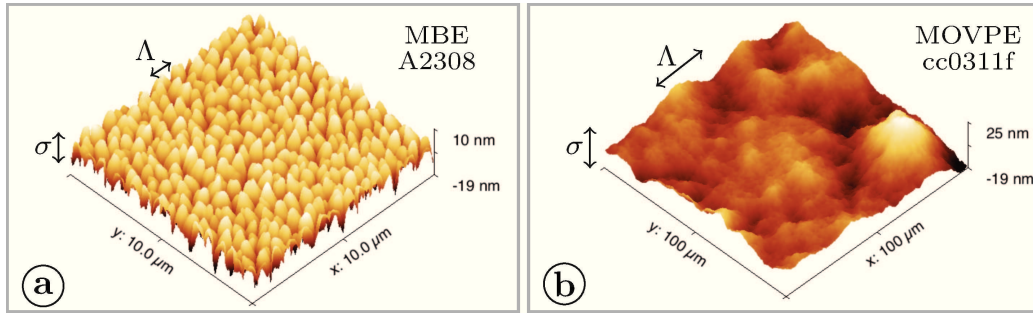 MBE
A2308
Λ
σ
10 nm
-19 nm
y: 10.0 µm
x: 10.0 µm
a
MOVPE
cc0311f
Λ
σ
25 nm
-19 nm
y: 100 µm
x: 100 µm
b